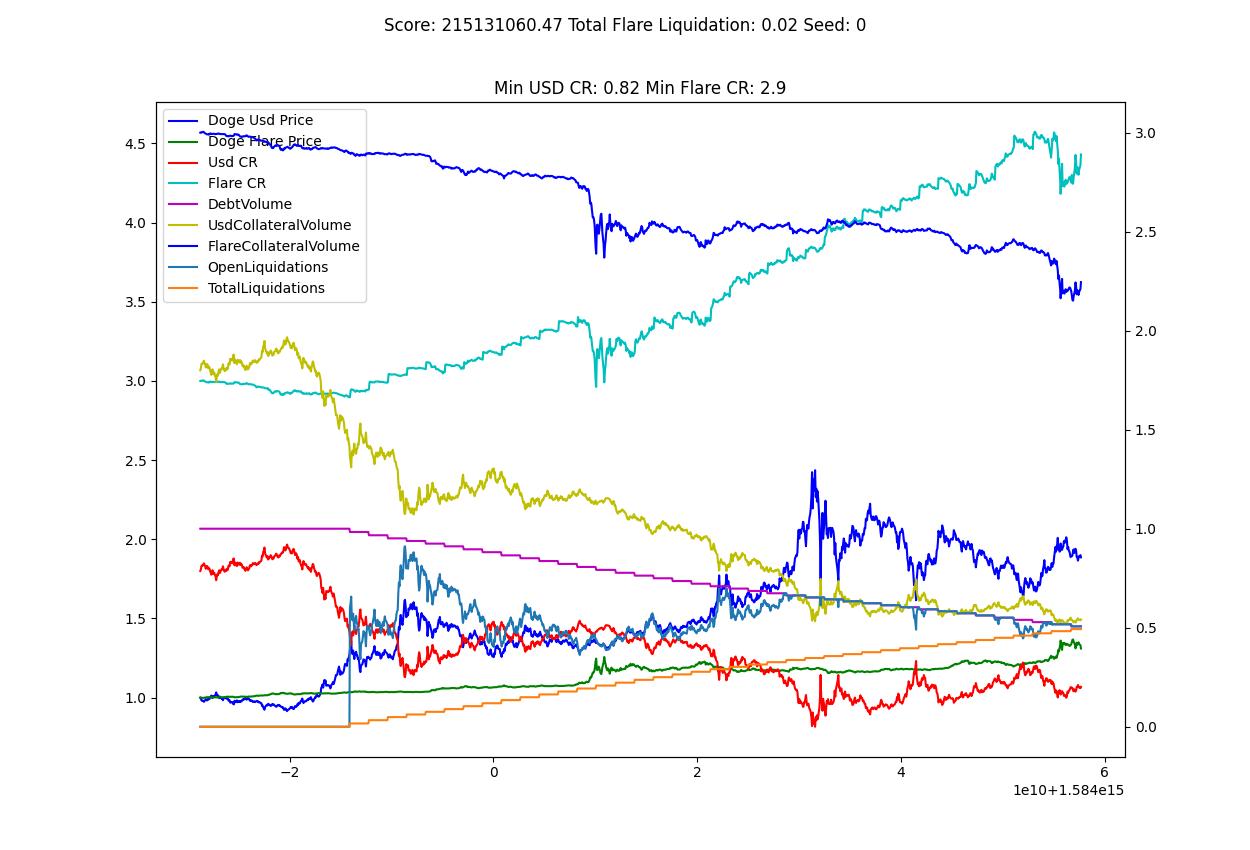 Score: 215131060.47 Total Flare Liquidation: 0.02 Seed: 0
Min USD CR: 0.82 Min Flare CR: 2.9
Doge Usd Price
Doge Flare Price
Usd CR
Flare CR
DebtVolume
UsdCollateralVolume
FlareCollateralVolume
OpenLiquidations
TotalLiquidations
4.5
4.0
3.5
3.0
2.5
2.0
1.5
1.0
3.0
2.5
2.0
1.5
1.0
0.5
0.0
−2 0 2 4 6
1e10+1.584e15